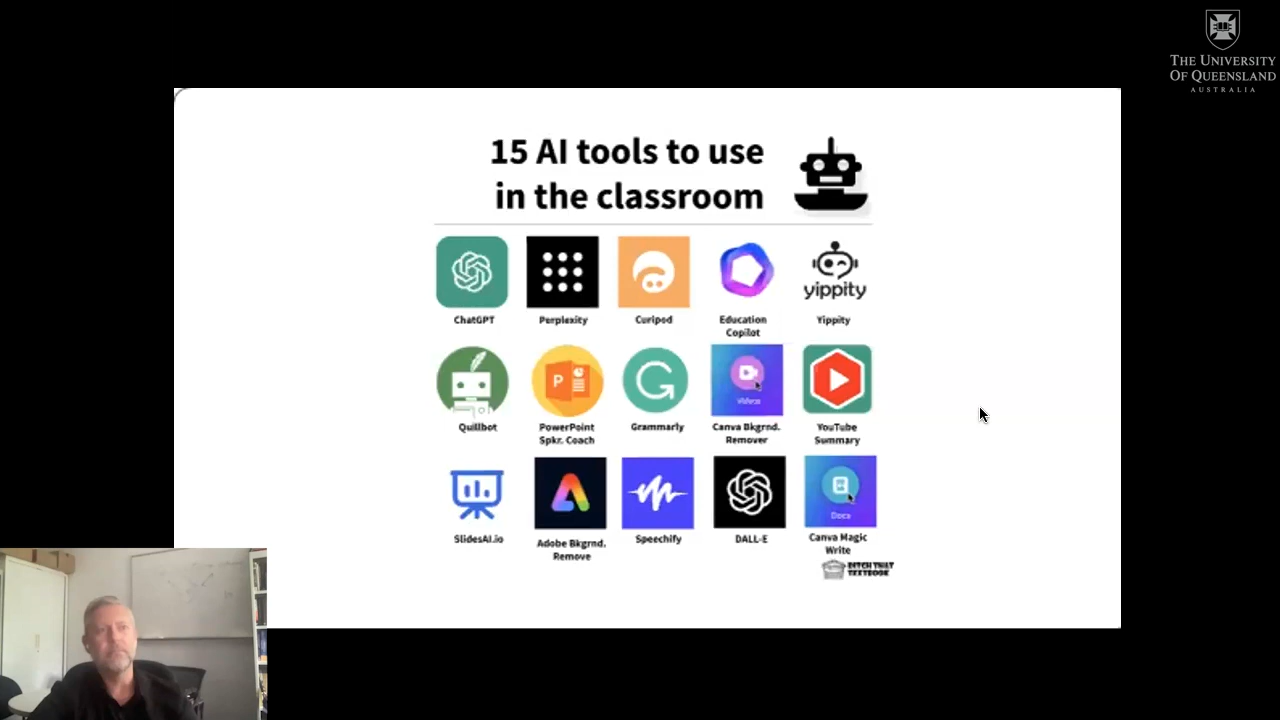 THE UNIVERSITY
OF QUEENSLAND
AUSTRALIA
15 AI tools to use
in the classroom
yippity
ChatGPT
Perplexity
Curipod
Education
Copilot
Yippity
P
Videos
Quillbot
PowerPoint
Spkr. Coach
Grammarly
Canva Bkgrnd.
Remover
YouTube
Summary
Docs
SlidesAI.io
Adobe Bkgrnd.
Remove
Speechify
DALL-E
Canva Magic
Write
DITCH THAT
TEXTBOOK